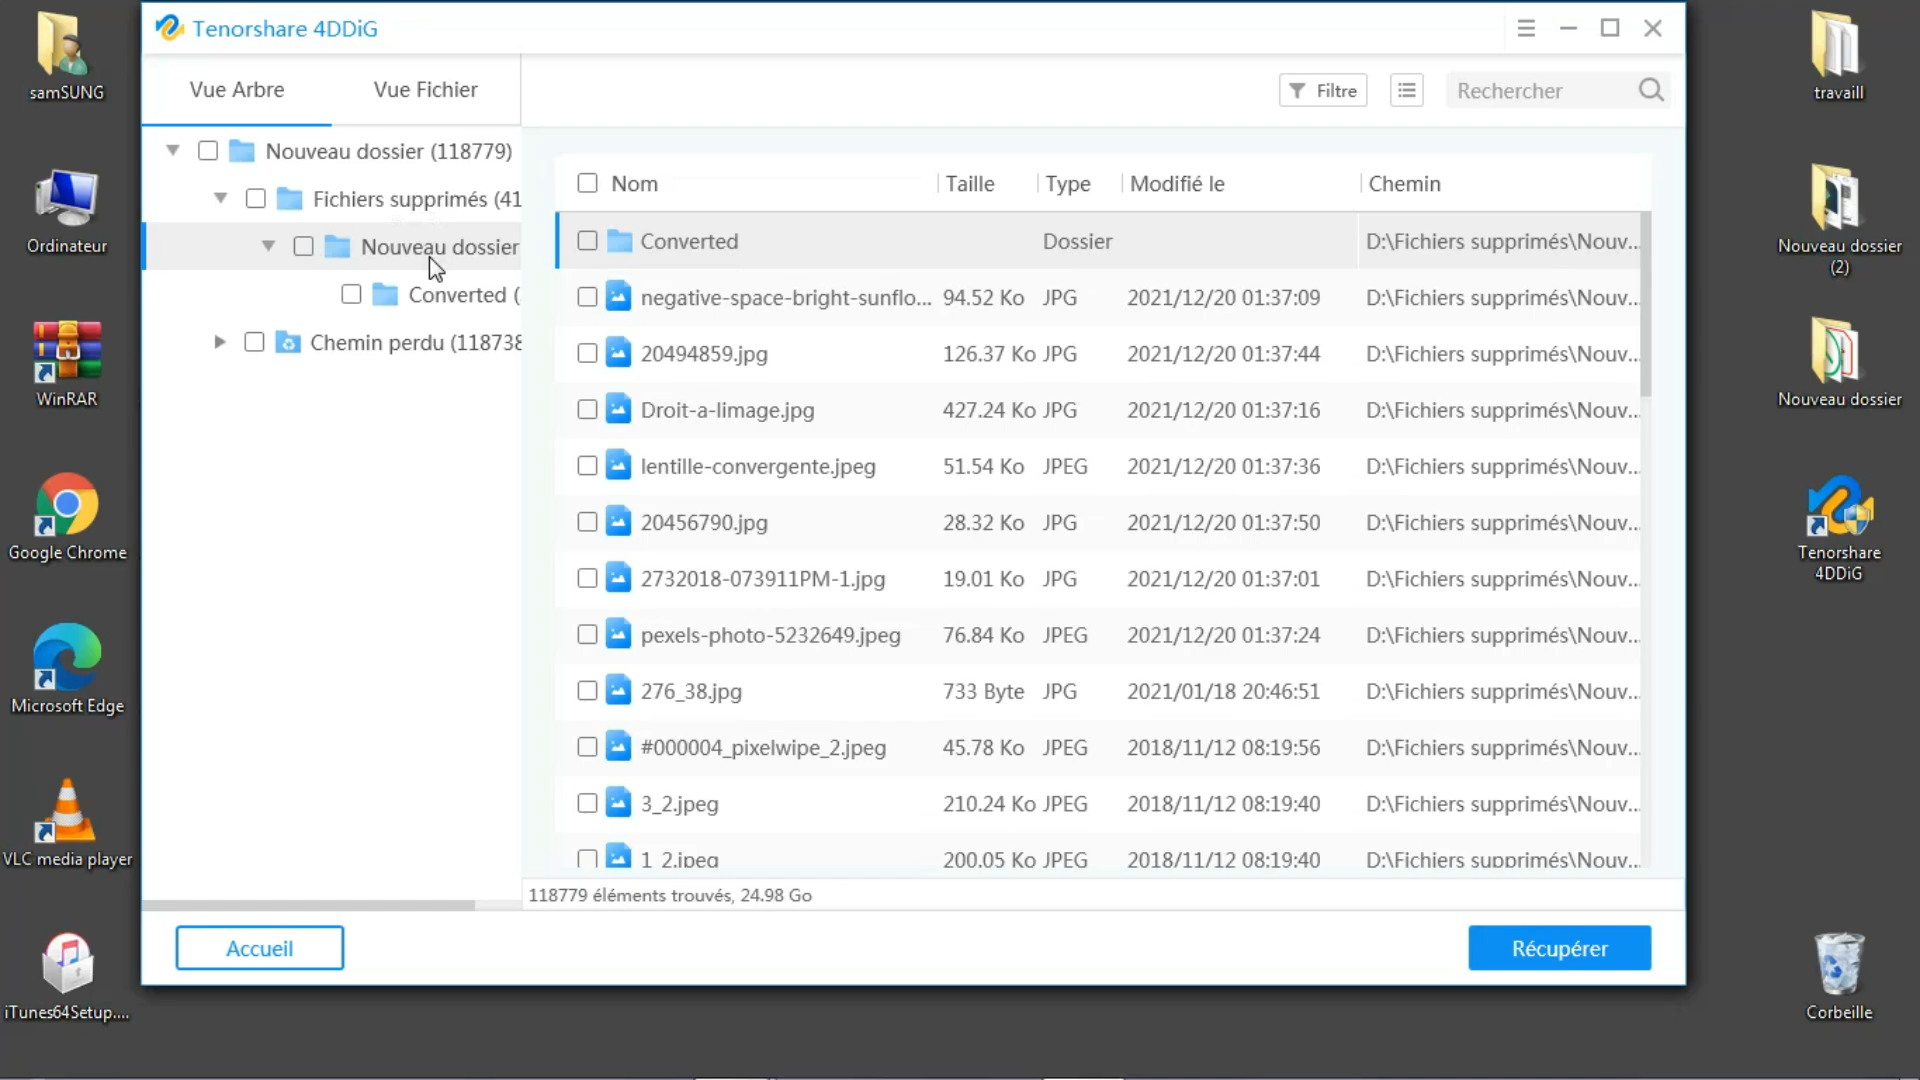 samSUNG
Ordinateur
WinRAR
Google Chrome
Microsoft Edge
VLC media player
iTunes64Setup....
Tenorshare 4DDiG
Vue Arbre
Vue Fichier
Filtre
Rechercher
Nouveau dossier (118779)
Fichiers supprimés (41
Nouveau dossier
Converted (
Chemin perdu (118738
Nom Taille Type Modifié le Chemin
Converted Dossier D:\Fichiers supprimés\Nouv...
negative-space-bright-sunflo... 94.52 Ko JPG 2021/12/20 01:37:09 D:\Fichiers supprimés\Nouv...
20494859.jpg 126.37 Ko JPG 2021/12/20 01:37:44 D:\Fichiers supprimés\Nouv...
Droit-a-limage.jpg 427.24 Ko JPG 2021/12/20 01:37:16 D:\Fichiers supprimés\Nouv...
lentille-convergente.jpeg 51.54 Ko JPEG 2021/12/20 01:37:36 D:\Fichiers supprimés\Nouv...
20456790.jpg 28.32 Ko JPG 2021/12/20 01:37:50 D:\Fichiers supprimés\Nouv...
2732018-073911PM-1.jpg 19.01 Ko JPG 2021/12/20 01:37:01 D:\Fichiers supprimés\Nouv...
pexels-photo-5232649.jpeg 76.84 Ko JPEG 2021/12/20 01:37:24 D:\Fichiers supprimés\Nouv...
276_38.jpg 733 Byte JPG 2021/01/18 20:46:51 D:\Fichiers supprimés\Nouv...
#000004_pixelwipe_2.jpeg 45.78 Ko JPEG 2018/11/12 08:19:56 D:\Fichiers supprimés\Nouv...
3_2.jpeg 210.24 Ko JPEG 2018/11/12 08:19:40 D:\Fichiers supprimés\Nouv...
1_2.jpeg 200.05 Ko JPEG 2018/11/12 08:19:40 D:\Fichiers supprimés\Nouv...
118779 éléments trouvés, 24.98 Go
Accueil
Récupérer
travaill
Nouveau dossier
(2)
Nouveau dossier
Tenorshare
4DDiG
Corbeille